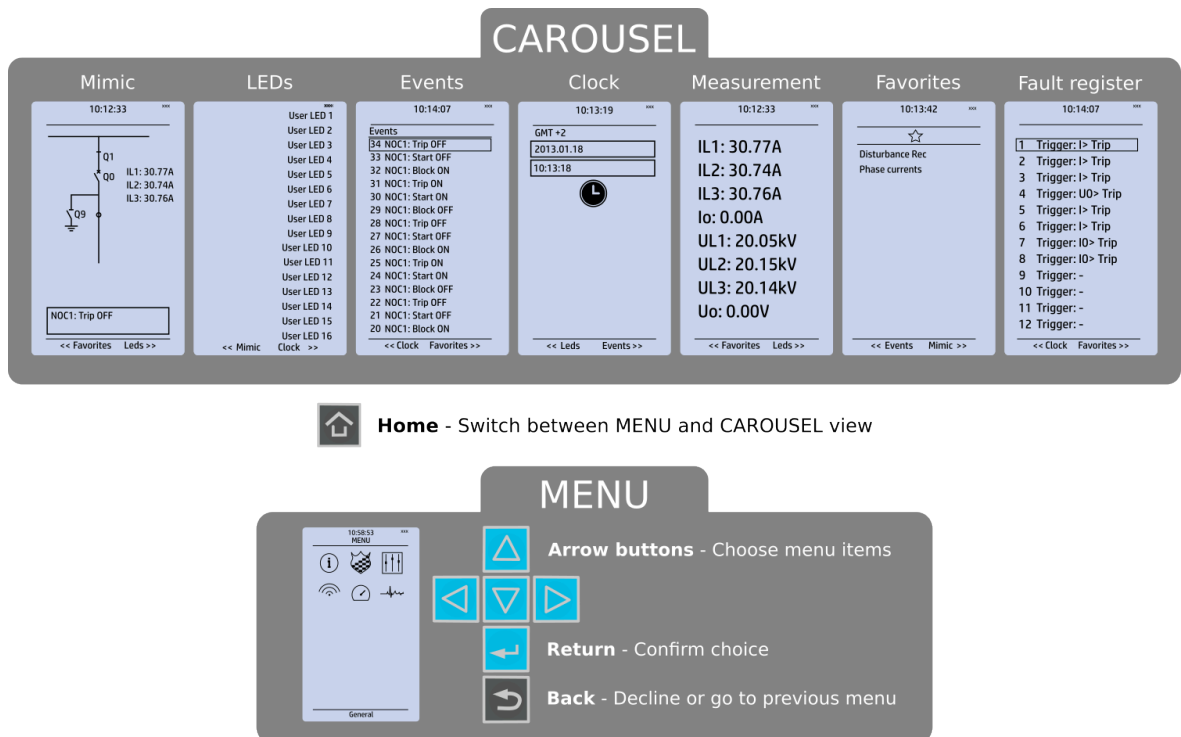 CAROUSEL
Mimic
LEDs
Events
Clock
Measurement
Favorites
Fault register
10:12:33 xxx
Q1
Q0
Q9
IL1: 30.77A
IL2: 30.74A
IL3: 30.76A
NOC1: Trip OFF
<< Favorites Leds >>
xxx
User LED 1
User LED 2
User LED 3
User LED 4
User LED 5
User LED 6
User LED 7
User LED 8
User LED 9
User LED 10
User LED 11
User LED 12
User LED 13
User LED 14
User LED 15
User LED 16
<< Mimic Clock >>
10:14:07 xxx
Events
34 NOC1: Trip OFF
33 NOC1: Start OFF
32 NOC1: Block ON
31 NOC1: Trip ON
30 NOC1: Start ON
29 NOC1: Block OFF
28 NOC1: Trip OFF
27 NOC1: Start OFF
26 NOC1: Block ON
25 NOC1: Trip ON
24 NOC1: Start ON
23 NOC1: Block OFF
22 NOC1: Trip OFF
21 NOC1: Start OFF
20 NOC1: Block ON
<< Clock Favorites >>
10:13:19 xxx
GMT +2
2013.01.18
10:13:18
<< Leds Events >>
10:12:33 xxx
IL1: 30.77A
IL2: 30.74A
IL3: 30.76A
Io: 0.00A
UL1: 20.05kV
UL2: 20.15kV
UL3: 20.14kV
Uo: 0.00V
<< Favorites Leds >>
10:13:42 xxx
Disturbance Rec
Phase currents
<< Events Mimic >>
10:14:07 xxx
1 Trigger: I> Trip
2 Trigger: I> Trip
3 Trigger: I> Trip
4 Trigger: U0> Trip
5 Trigger: I> Trip
6 Trigger: I> Trip
7 Trigger: I0> Trip
8 Trigger: I0> Trip
9 Trigger: -
10 Trigger: -
11 Trigger: -
12 Trigger: -
<< Clock Favorites >>
Home - Switch between MENU and CAROUSEL view
MENU
10:58:53 xxx
MENU
General
Arrow buttons - Choose menu items
Return - Confirm choice
Back - Decline or go to previous menu